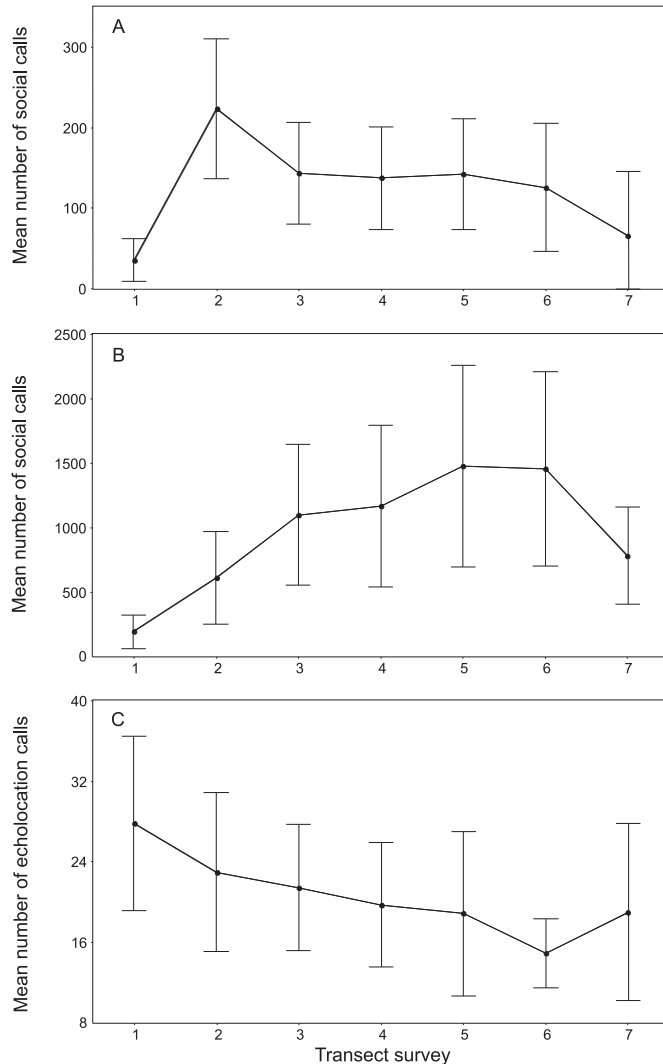 A
Mean number of social calls
300
200
100
0
1 2 3 4 5 6 7
B
Mean number of social calls
2500
2000
1500
1000
500
0
1 2 3 4 5 6 7
C
Mean number of echolocation calls
40
32
24
16
8
1 2 3 4 5 6 7
Transect survey